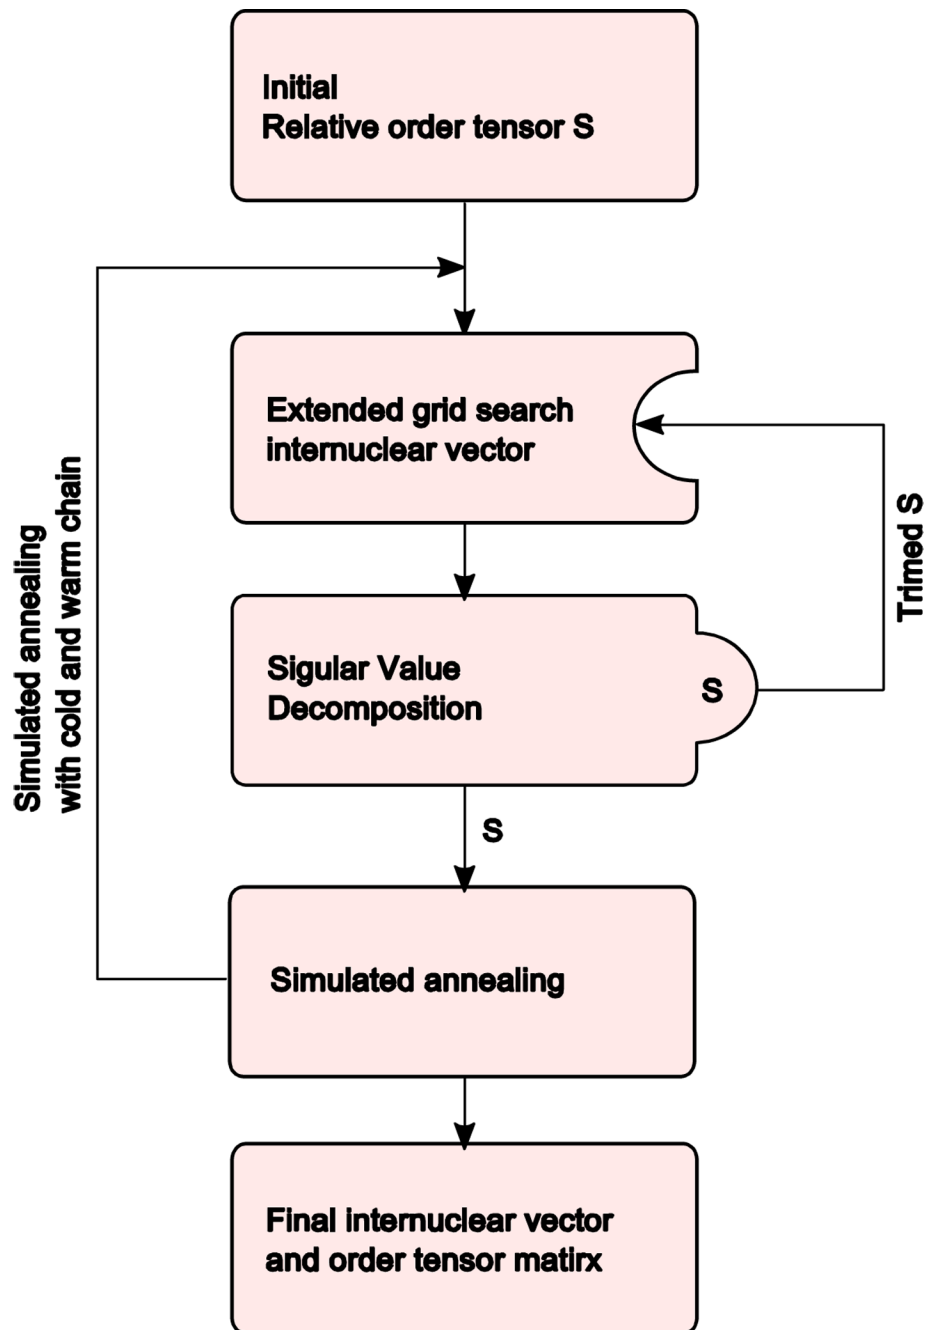 Initial
Relative order tensor S
Extended grid search
internuclear vector
Sigular Value
Decomposition
S
Trimed S
S
Simulated annealing
with cold and warm chain
Simulated annealing
Final internuclear vector
and order tensor matirx